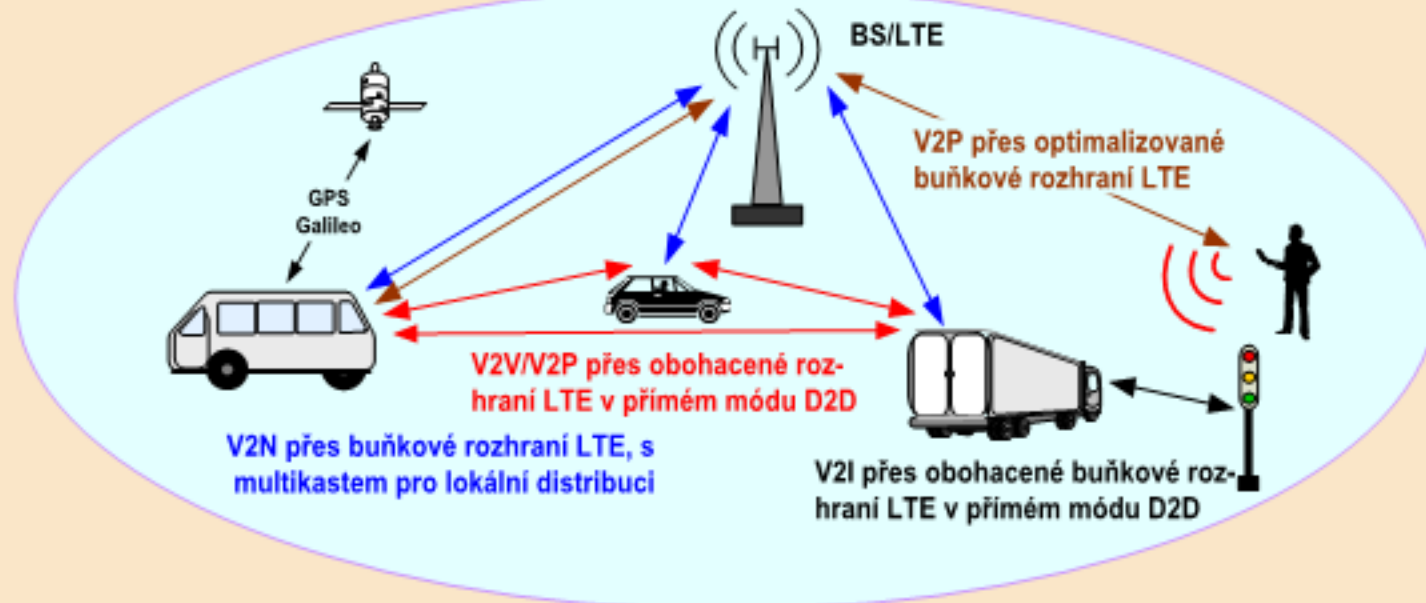 BS/LTE
V2P přes optimalizované
buňkové rozhraní LTE
GPS
Galileo
V2V/V2P přes obohacené roz-
hraní LTE v přímém módu D2D
V2N přes buňkové rozhraní LTE, s
multikastem pro lokální distribuci
V2I přes obohacené buňkové roz-
hraní LTE v přímém módu D2D